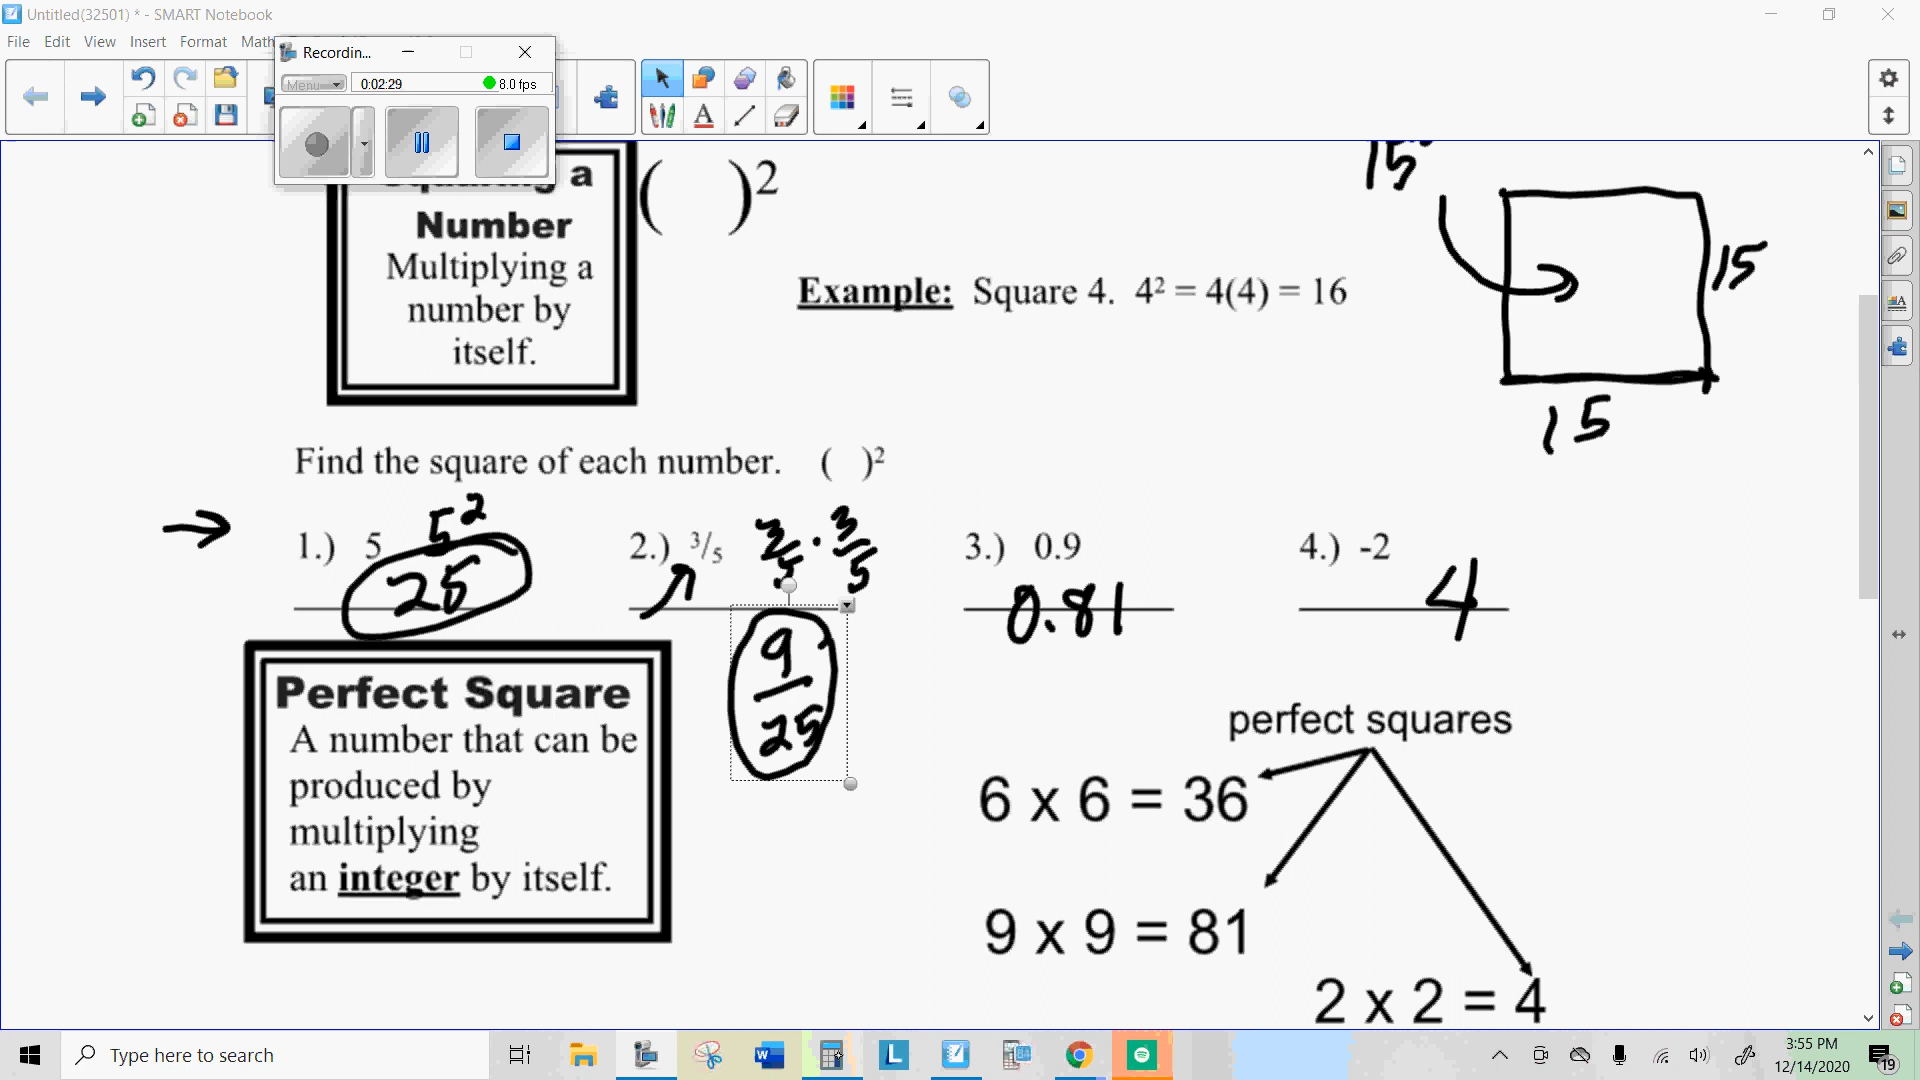 Untitled(32501) * - SMART Notebook
File Edit View Insert Format Math
Recordin...
Menu 0:02:29 8.0 fps
a
Number
Multiplying a
number by
itself.
( )²
15
Example: Square 4. 4² = 4(4) = 16
15
15
Find the square of each number. ( )²
5²
1.) 5
25
2.) ³/₅ 3/5 · 3/5
9/25
3.) 0.9
0.81
4.) -2
4
Perfect Square
A number that can be
produced by
multiplying
an integer by itself.
perfect squares
6 x 6 = 36
9 x 9 = 81
2 x 2 = 4
Type here to search
3:55 PM
12/14/2020
19